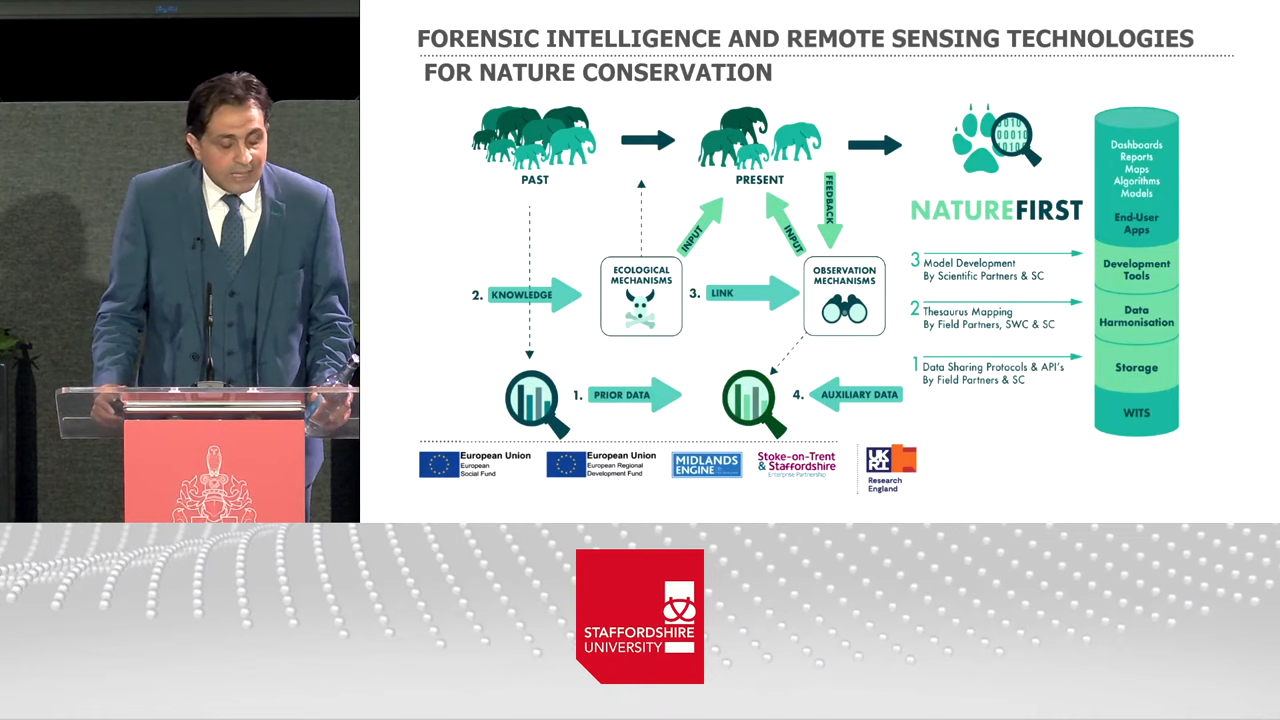 FORENSIC INTELLIGENCE AND REMOTE SENSING TECHNOLOGIES
FOR NATURE CONSERVATION
PAST
PRESENT
FEEDBACK
INPUT
INPUT
2. KNOWLEDGE
ECOLOGICAL
MECHANISMS
3. LINK
OBSERVATION
MECHANISMS
1. PRIOR DATA
4. AUXILIARY DATA
NATUREFIRST
3 Model Development
By Scientific Partners & SC
2 Thesaurus Mapping
By Field Partners, SWC & SC
1 Data Sharing Protocols & API's
By Field Partners & SC
Dashboards
Reports
Maps
Algorithms
Models
End-User
Apps
Development
Tools
Data
Harmonisation
Storage
WITS
European Union
European
Social Fund
European Union
European Regional
Development Fund
MIDLANDS
ENGINE
Stoke-on-Trent
& Staffordshire
Enterprise Partnership
UK
RI
Research
England
STAFFORDSHIRE
UNIVERSITY